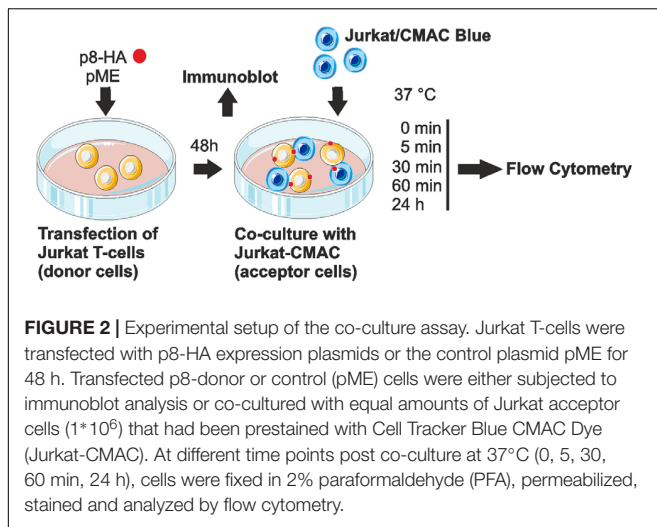 p8-HA
pME
Immunoblot
Jurkat/CMAC Blue
37 °C
48h
0 min
5 min
30 min
60 min
24 h
Flow Cytometry
Transfection of
Jurkat T-cells
(donor cells)
Co-culture with
Jurkat-CMAC
(acceptor cells)
FIGURE 2 | Experimental setup of the co-culture assay. Jurkat T-cells were
transfected with p8-HA expression plasmids or the control plasmid pME for
48 h. Transfected p8-donor or control (pME) cells were either subjected to
immunoblot analysis or co-cultured with equal amounts of Jurkat acceptor
cells (1*10⁶) that had been prestained with Cell Tracker Blue CMAC Dye
(Jurkat-CMAC). At different time points post co-culture at 37°C (0, 5, 30,
60 min, 24 h), cells were fixed in 2% paraformaldehyde (PFA), permeabilized,
stained and analyzed by flow cytometry.